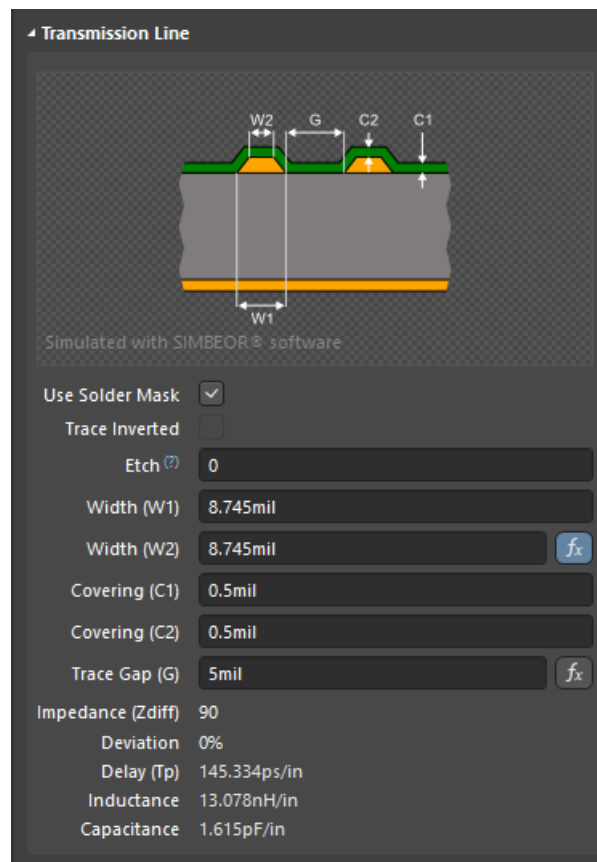 Transmission Line
W2 G C2 C1
W1
Simulated with SIMBEOR® software
Use Solder Mask
Trace Inverted
Etch (?) 0
Width (W1) 8.745mil
Width (W2) 8.745mil fx
Covering (C1) 0.5mil
Covering (C2) 0.5mil
Trace Gap (G) 5mil fx
Impedance (Zdiff) 90
Deviation 0%
Delay (Tp) 145.334ps/in
Inductance 13.078nH/in
Capacitance 1.615pF/in